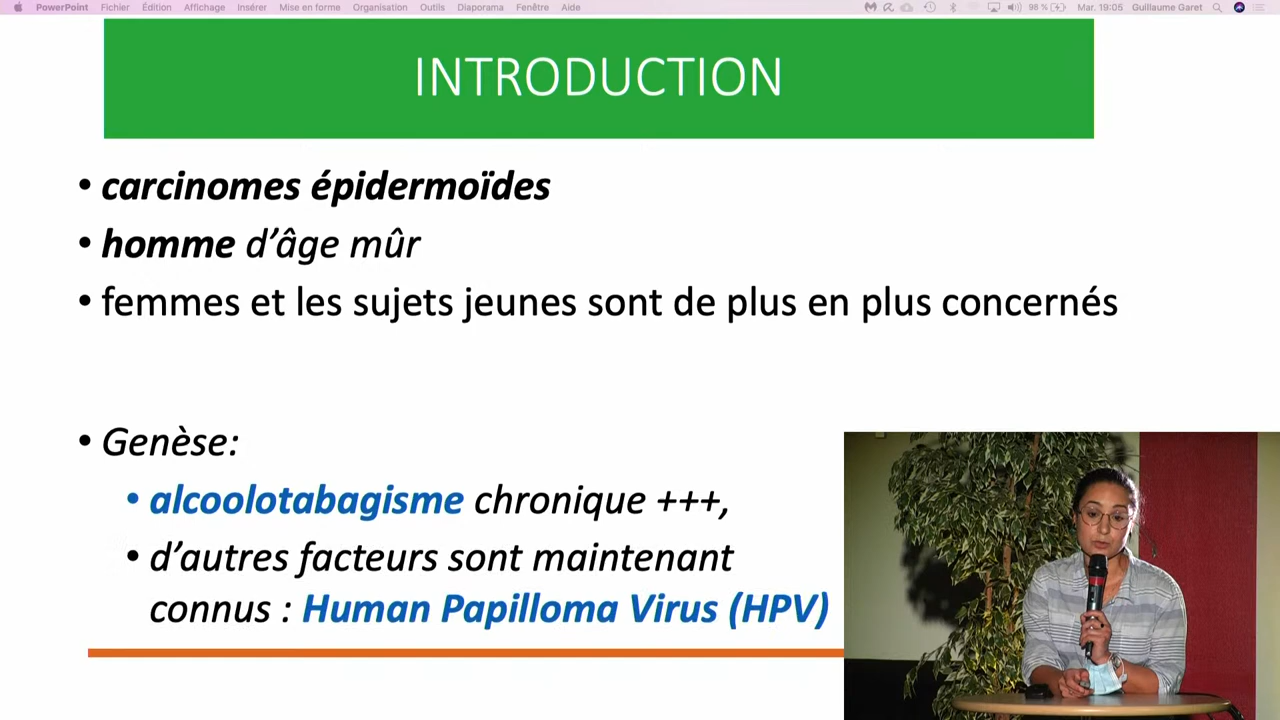 PowerPoint Fichier Édition Affichage Insérer Mise en forme Organisation Outils Diaporama Fenêtre Aide 98 % Mar. 19:05 Guillaume Garet
INTRODUCTION
• carcinomes épidermoïdes
• homme d’âge mûr
• femmes et les sujets jeunes sont de plus en plus concernés
• Genèse:
• alcoolotabagisme chronique +++,
• d’autres facteurs sont maintenant
connus : Human Papilloma Virus (HPV)